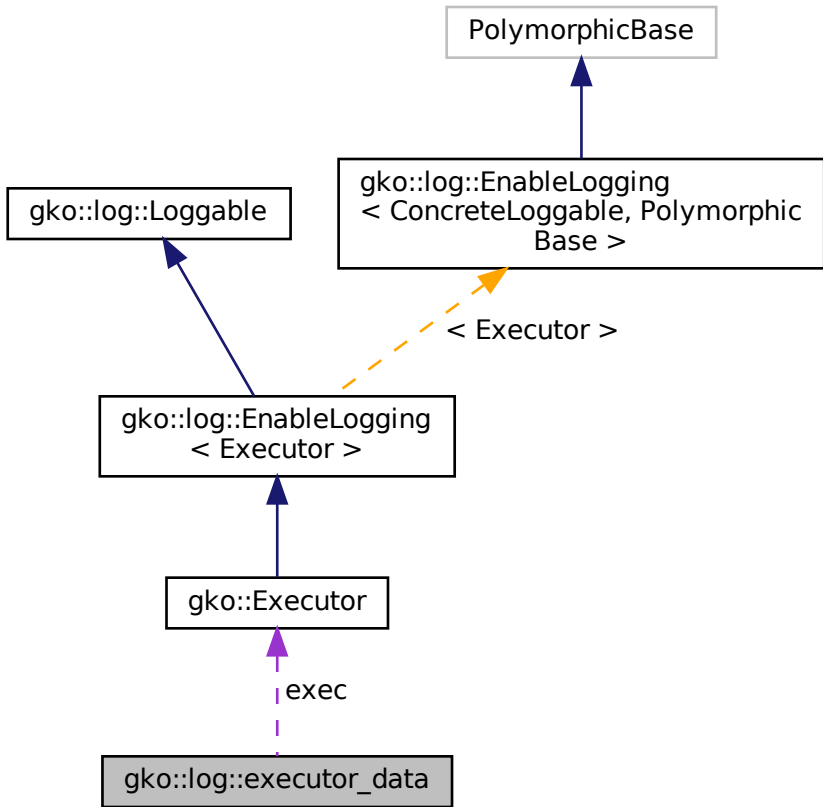 PolymorphicBase
gko::log::Loggable
gko::log::EnableLogging
< ConcreteLoggable, Polymorphic
Base >
< Executor >
gko::log::EnableLogging
< Executor >
gko::Executor
exec
gko::log::executor_data